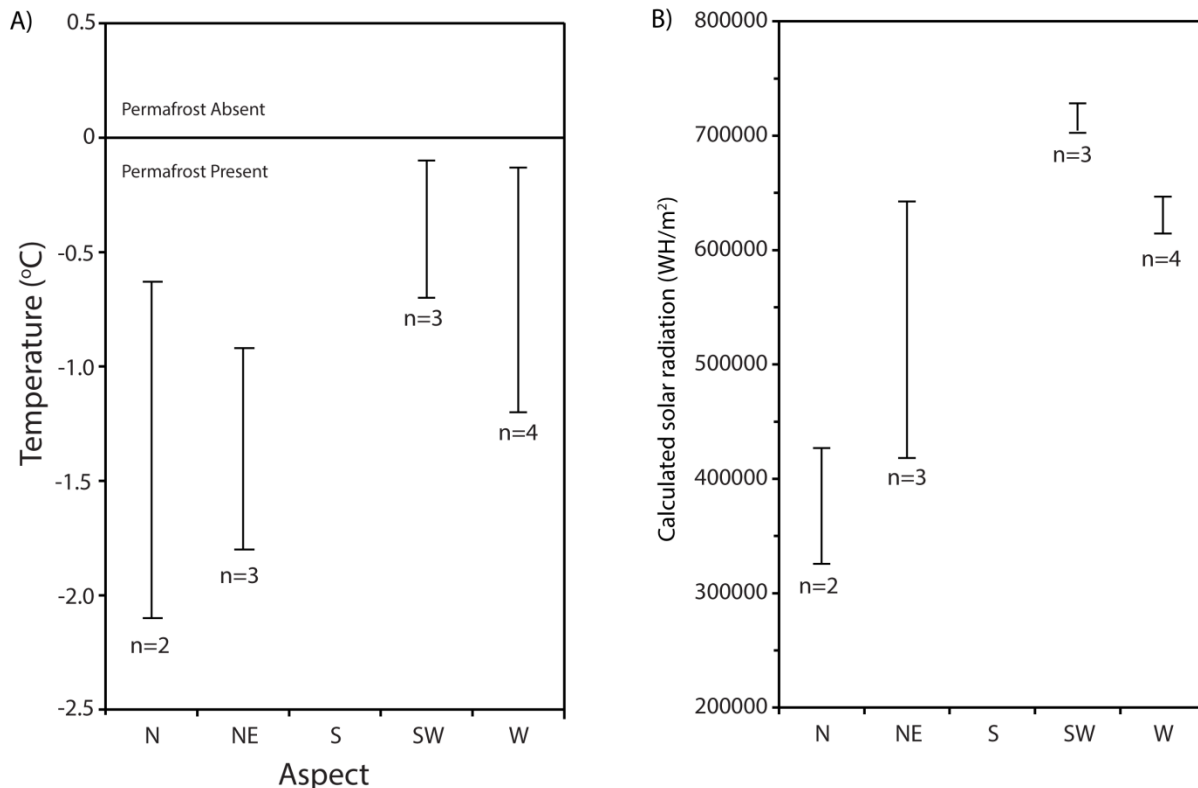 A)
Temperature (°C)
0.5
0
-0.5
-1.0
-1.5
-2.0
-2.5
Permafrost Absent
Permafrost Present
n=2
n=3
n=3
n=4
N NE S SW W
Aspect
B)
Calculated solar radiation (WH/m²)
800000
700000
600000
500000
400000
300000
200000
n=2
n=3
n=3
n=4
N NE S SW W